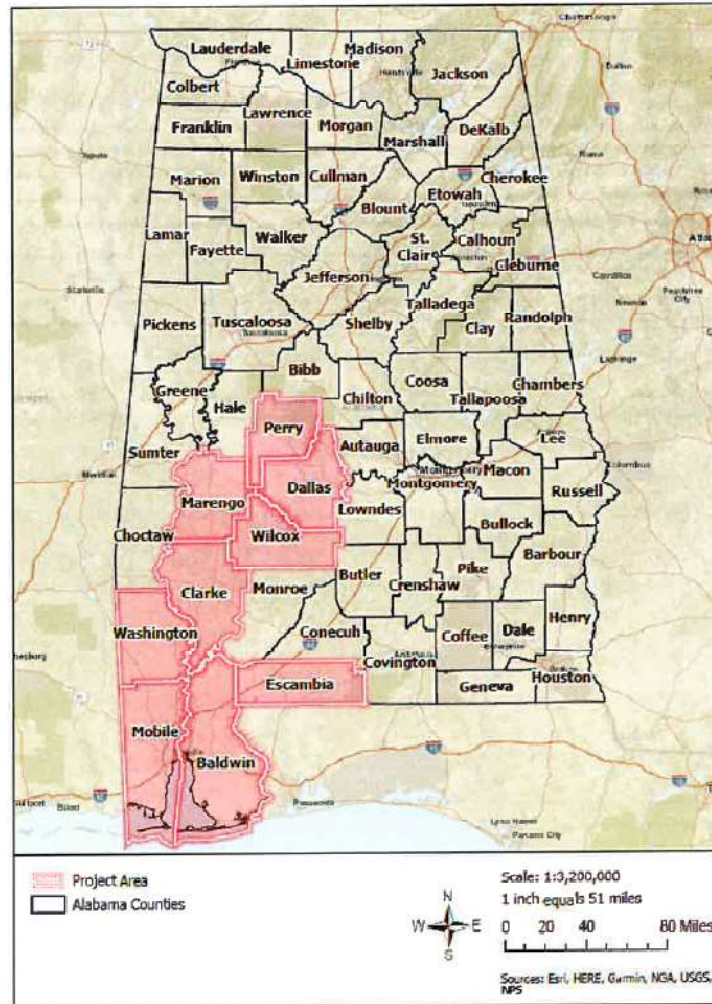 Lauderdale
Limestone
Madison
Jackson
Colbert
Lawrence
Franklin
Morgan
Marshall
DeKalb
Marion
Winston
Cullman
Cherokee
Etowah
Blount
Lamar
Fayette
Walker
St. Clair
Calhoun
Cleburne
Jefferson
Talladega
Pickens
Tuscaloosa
Shelby
Clay
Randolph
Bibb
Greene
Hale
Chilton
Coosa
Tallapoosa
Chambers
Perry
Sumter
Autauga
Elmore
Lee
Dallas
Macon
Marengo
Lowndes
Montgomery
Russell
Choctaw
Wilcox
Bullock
Barbour
Clarke
Monroe
Butler
Crenshaw
Pike
Washington
Conecuh
Covington
Coffee
Dale
Henry
Escambia
Geneva
Houston
Mobile
Baldwin
Project Area
Alabama Counties
N
W E
S
Scale: 1:3,200,000
1 inch equals 51 miles
0 20 40 80 Miles
Sources: Esri, HERE, Garmin, NGA, USGS,
NPS